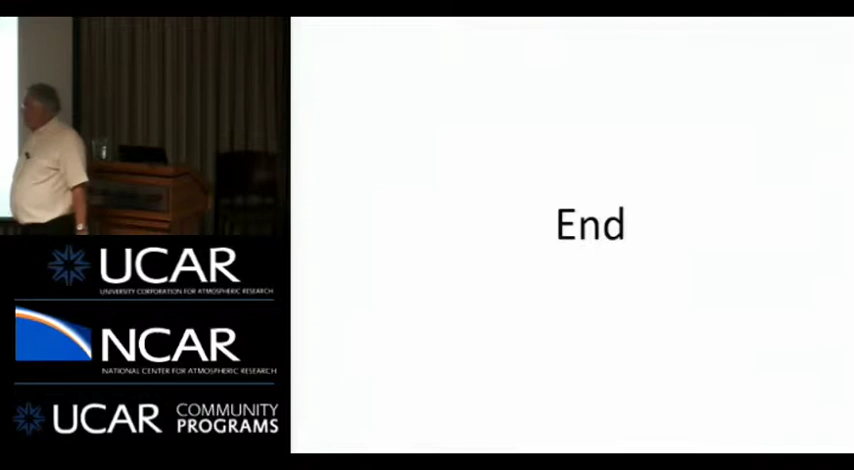 End
UCAR
UNIVERSITY CORPORATION FOR ATMOSPHERIC RESEARCH
NCAR
NATIONAL CENTER FOR ATMOSPHERIC RESEARCH
UCAR COMMUNITY
PROGRAMS